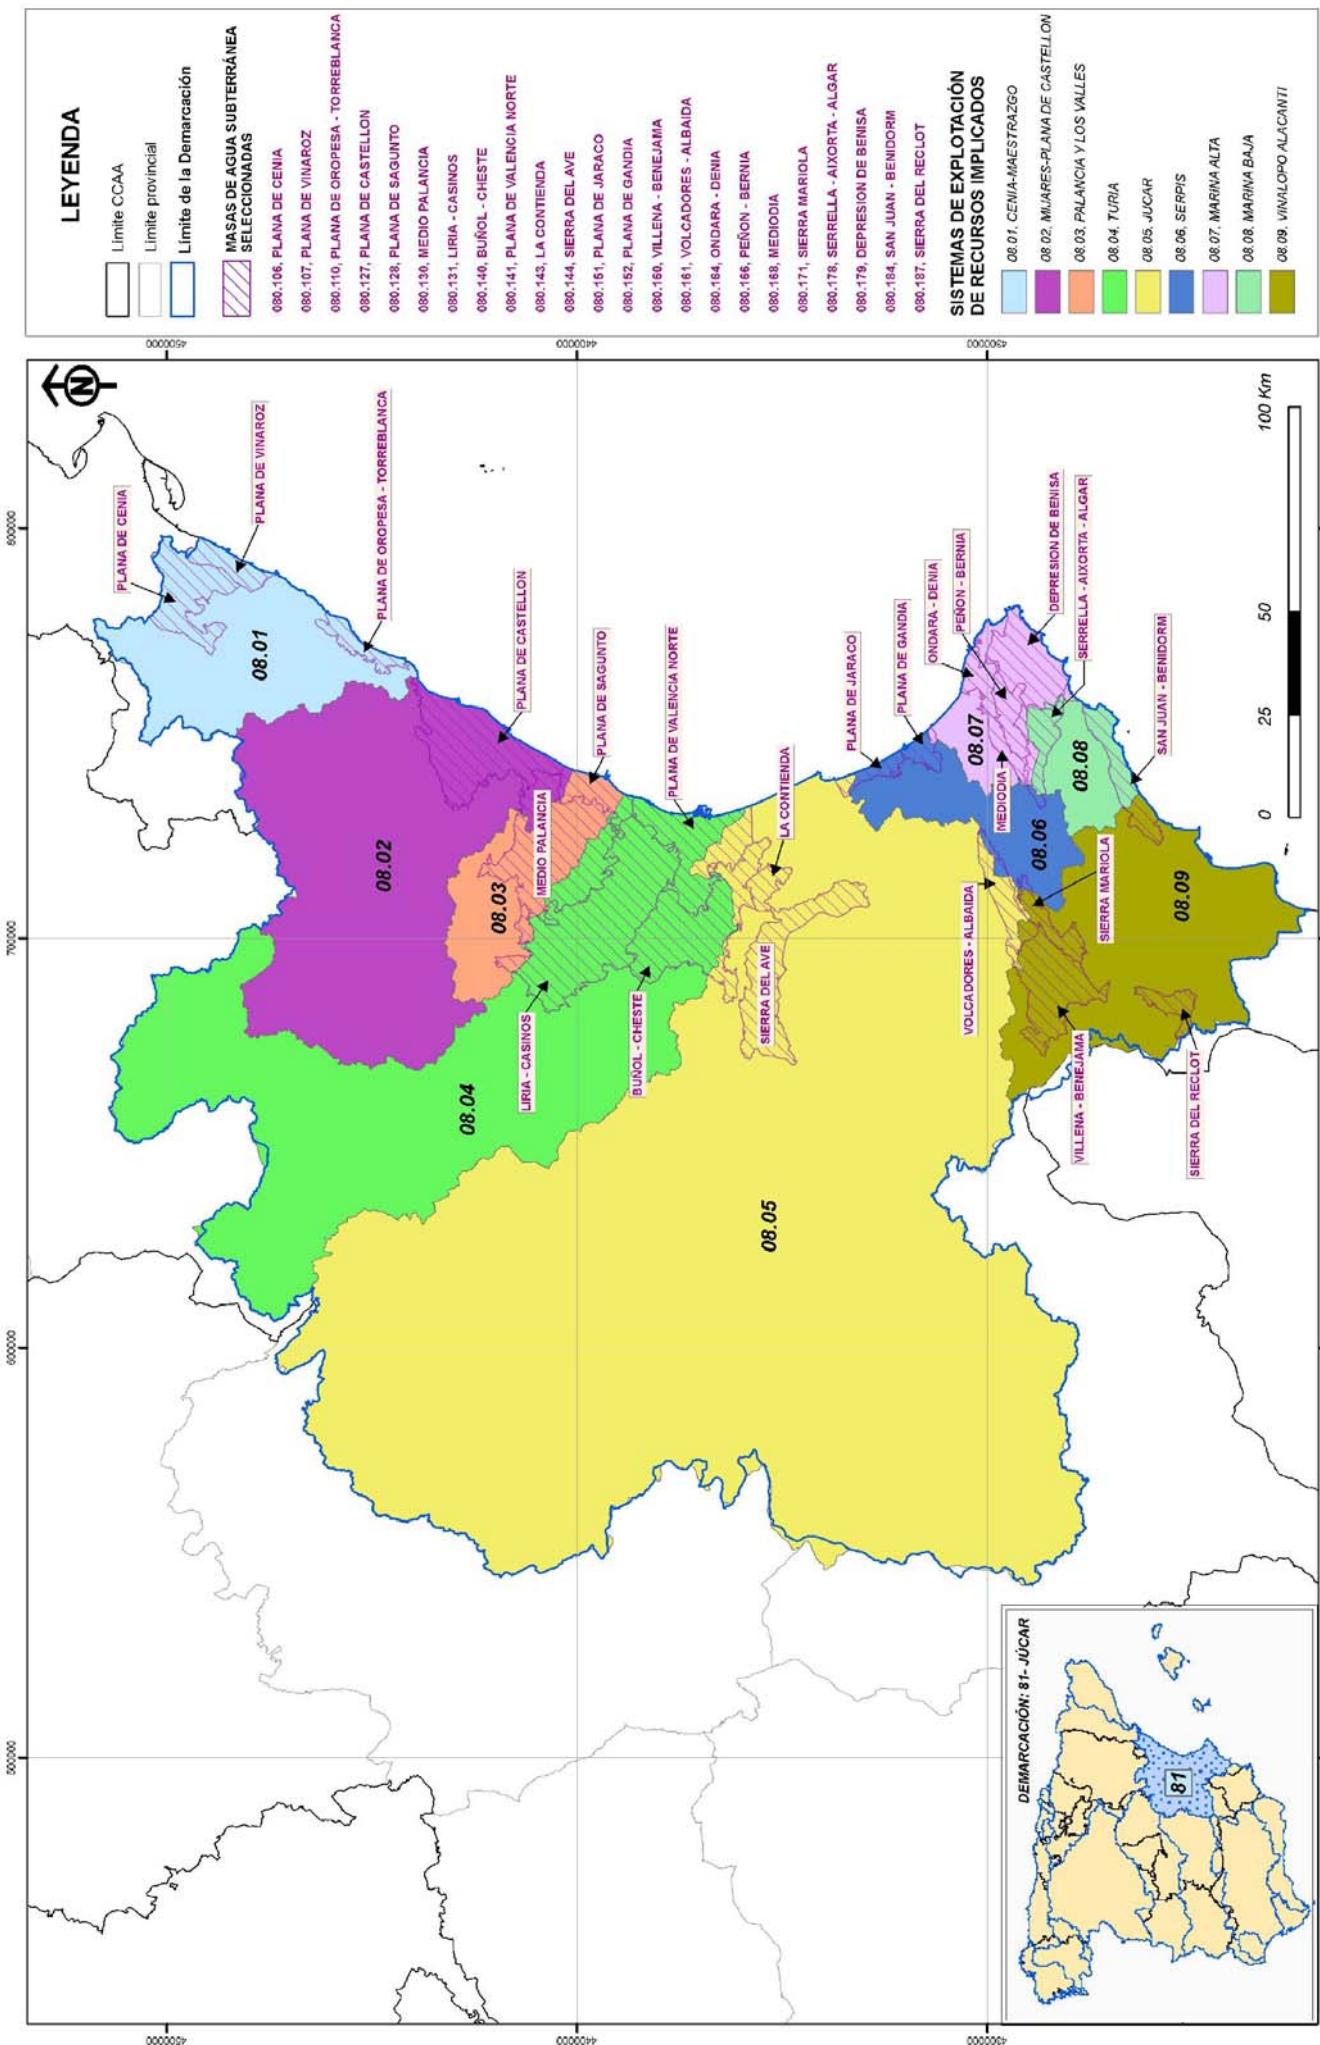 LEYENDA
Límite CCAA
Límite provincial
Límite de la Demarcación
MASAS DE AGUA SUBTERRÁNEA
SELECCIONADAS
080.106, PLANA DE CENIA
080.107, PLANA DE VINAROZ
080.110, PLANA DE OROPESA - TORREBLANCA
080.127, PLANA DE CASTELLON
080.128, PLANA DE SAGUNTO
080.130, MEDIO PALANCIA
080.131, LIRIA - CASINOS
080.140, BUÑOL - CHESTE
080.141, PLANA DE VALENCIA NORTE
080.143, LA CONTIENDA
080.144, SIERRA DEL AVE
080.151, PLANA DE JARACO
080.152, PLANA DE GANDIA
080.160, VILLENA - BENEJAMA
080.161, VOLCADORES - ALBAIDA
080.164, ONDARA - DENIA
080.166, PEÑON - BERNIA
080.168, MEDIODIA
080.171, SIERRA MARIOLA
080.178, SERRELLA - AIXORTA - ALGAR
080.179, DEPRESION DE BENISA
080.184, SAN JUAN - BENIDORM
080.187, SIERRA DEL RECLOT
SISTEMAS DE EXPLOTACIÓN
DE RECURSOS IMPLICADOS
08.01. CENIA-MAESTRAZGO
08.02. MIJARES-PLANA DE CASTELLON
08.03. PALANCIA Y LOS VALLES
08.04. TURIA
08.05. JUCAR
08.06. SERPIS
08.07. MARINA ALTA
08.08. MARINA BAJA
08.09. VINALOPO ALACANTI
N
500000
600000
700000
800000
4500000
4400000
4300000
4500000
4400000
4300000
PLANA DE CENIA
PLANA DE VINAROZ
08.01
PLANA DE OROPESA - TORREBLANCA
08.02
PLANA DE CASTELLON
08.03
MEDIO PALANCIA
PLANA DE SAGUNTO
08.04
LIRIA - CASINOS
BUÑOL - CHESTE
PLANA DE VALENCIA NORTE
SIERRA DEL AVE
LA CONTIENDA
08.05
PLANA DE JARACO
PLANA DE GANDIA
ONDARA - DENIA
PEÑON - BERNIA
08.07
MEDIODIA
DEPRESION DE BENISA
SERRELLA - AIXORTA - ALGAR
08.06
08.08
VOLCADORES - ALBAIDA
SIERRA MARIOLA
SAN JUAN - BENIDORM
08.09
VILLENA - BENEJAMA
SIERRA DEL RECLOT
0 25 50 100 Km
DEMARCACIÓN: 81- JÚCAR
81